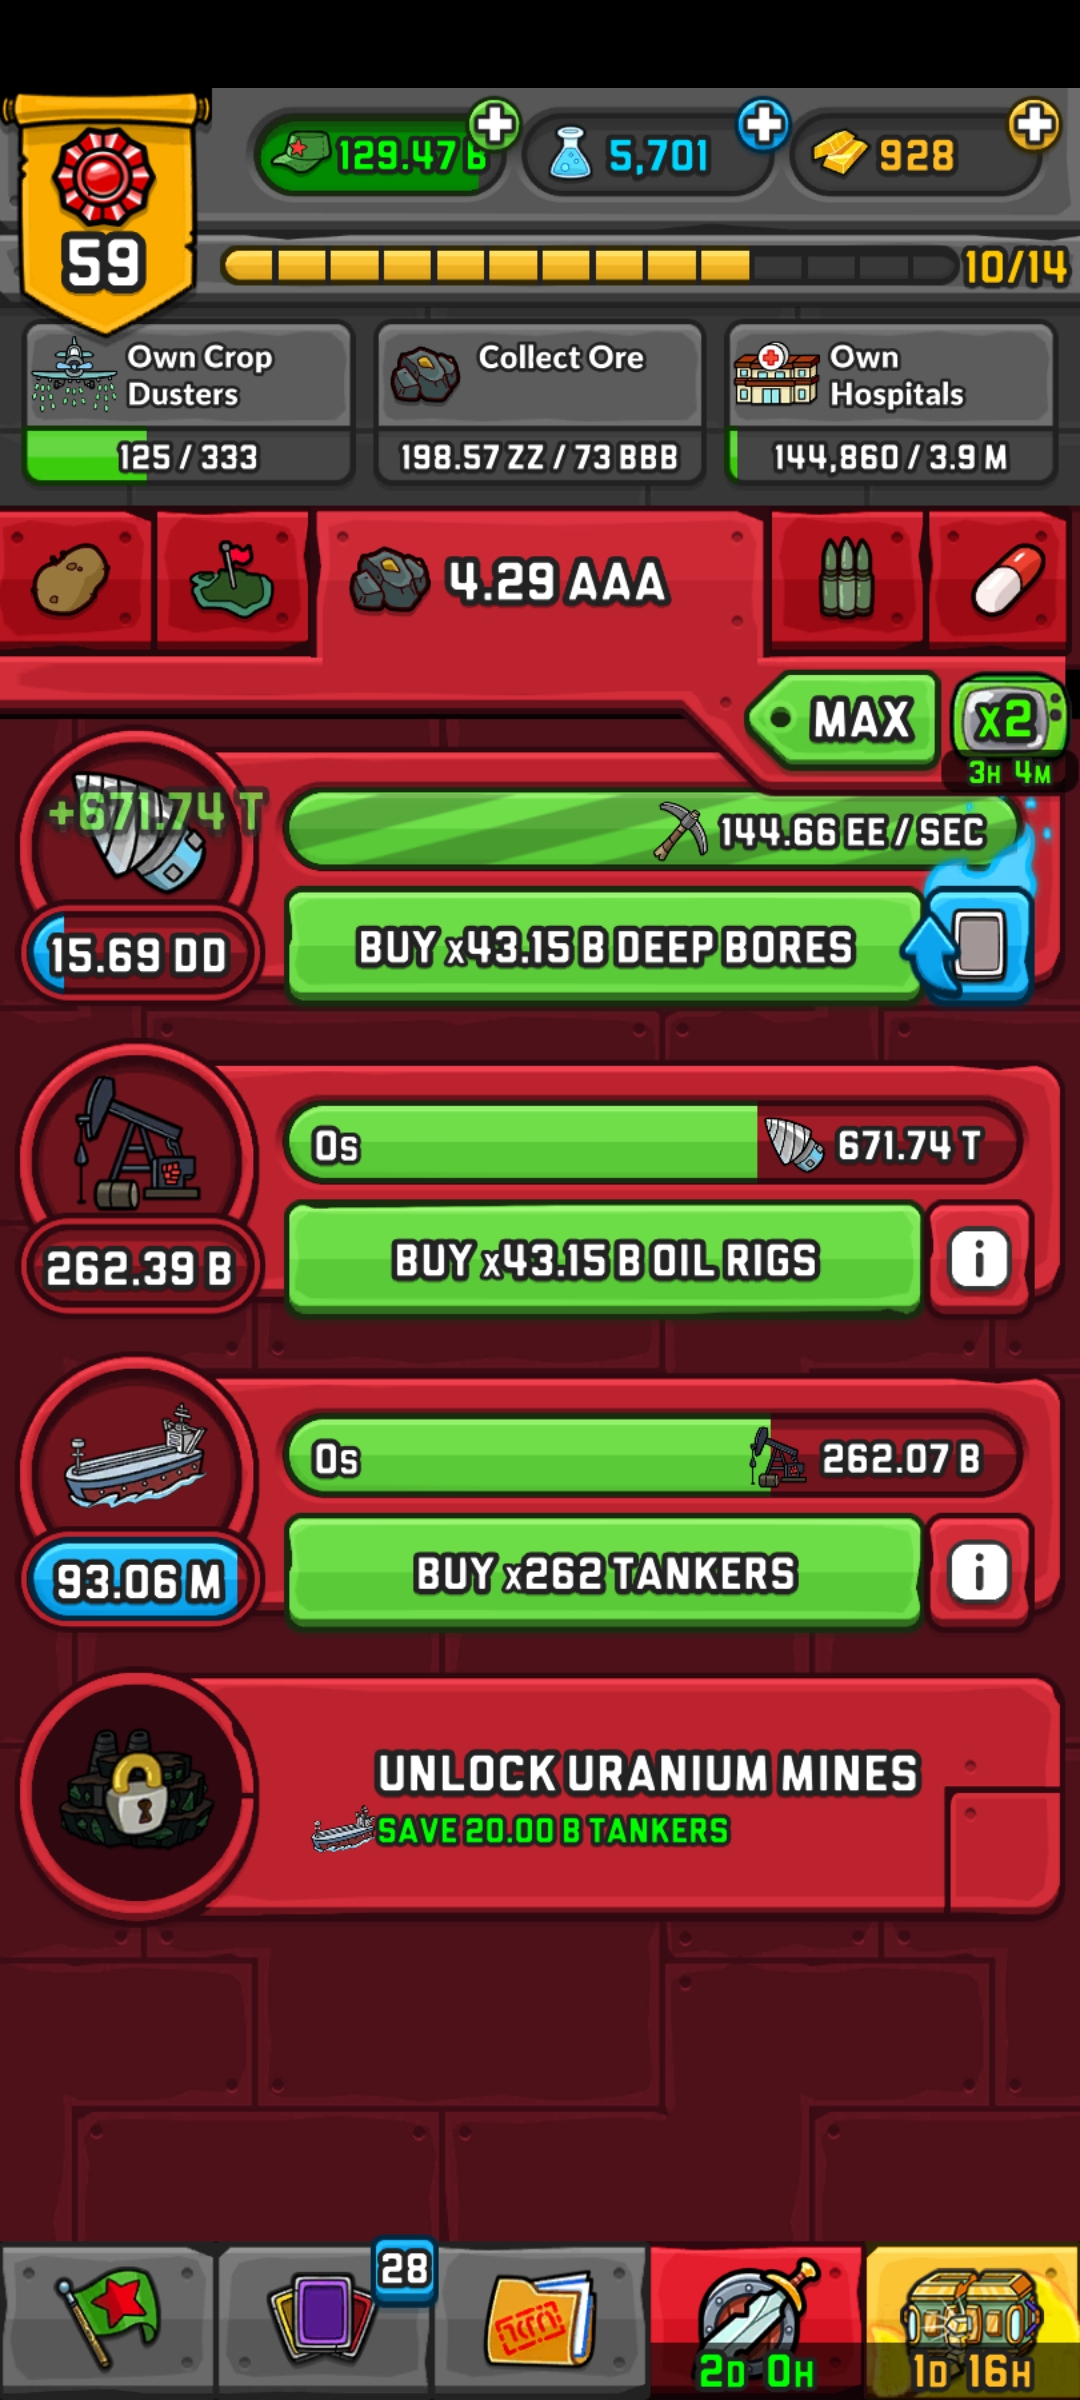 129.47 B
5,701
928
59
10/14
Own Crop
Dusters
125 / 333
Collect Ore
198.57 ZZ / 73 BBB
Own
Hospitals
144,860 / 3.9 M
4.29 AAA
MAX
x2
3H 4M
+671.74 T
144.66 EE / SEC
15.69 DD
BUY x43.15 B DEEP BORES
0s
671.74 T
262.39 B
BUY x43.15 B OIL RIGS
i
0s
262.07 B
93.06 M
BUY x262 TANKERS
i
UNLOCK URANIUM MINES
SAVE 20.00 B TANKERS
28
2D 0H
1D 16H